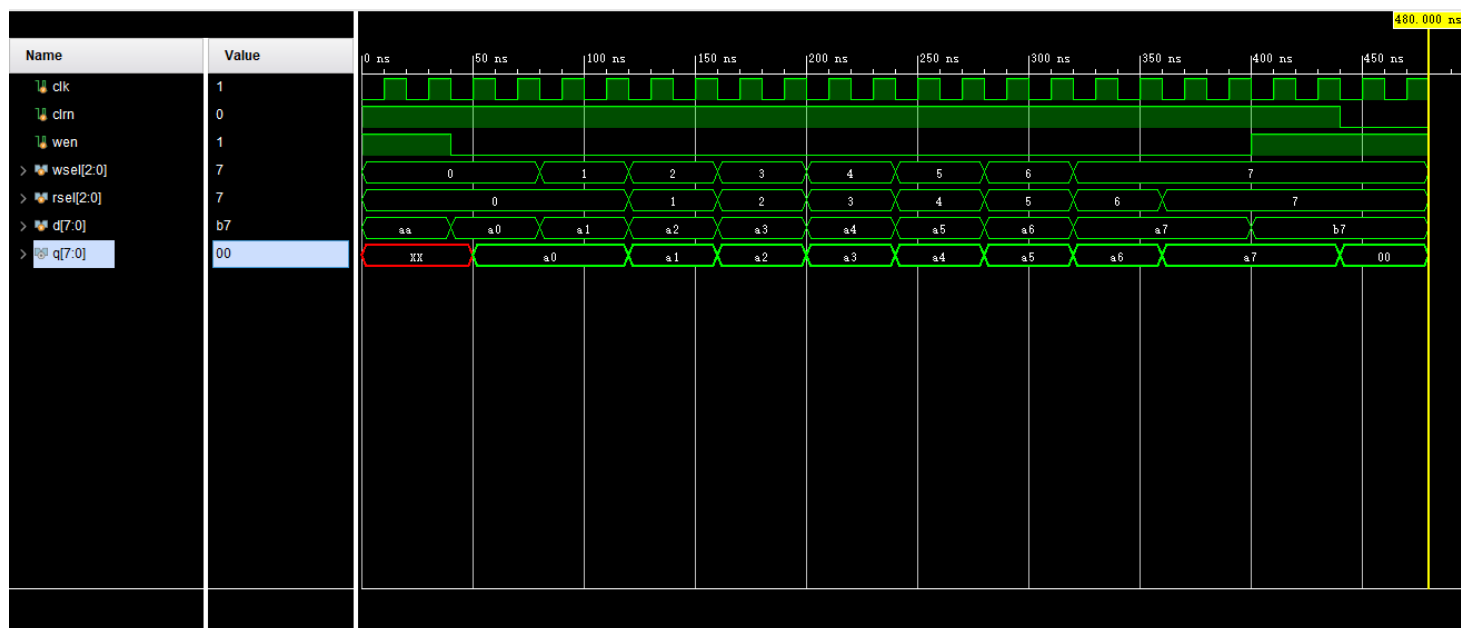 480.000 ns
Name Value 0 ns 50 ns 100 ns 150 ns 200 ns 250 ns 300 ns 350 ns 400 ns 450 ns
clk 1
clrn 0
wen 1
wsel[2:0] 7 0 1 2 3 4 5 6 7
rsel[2:0] 7 0 1 2 3 4 5 6 7
d[7:0] b7 aa a0 a1 a2 a3 a4 a5 a6 a7 b7
q[7:0] 00 XX a0 a1 a2 a3 a4 a5 a6 a7 00